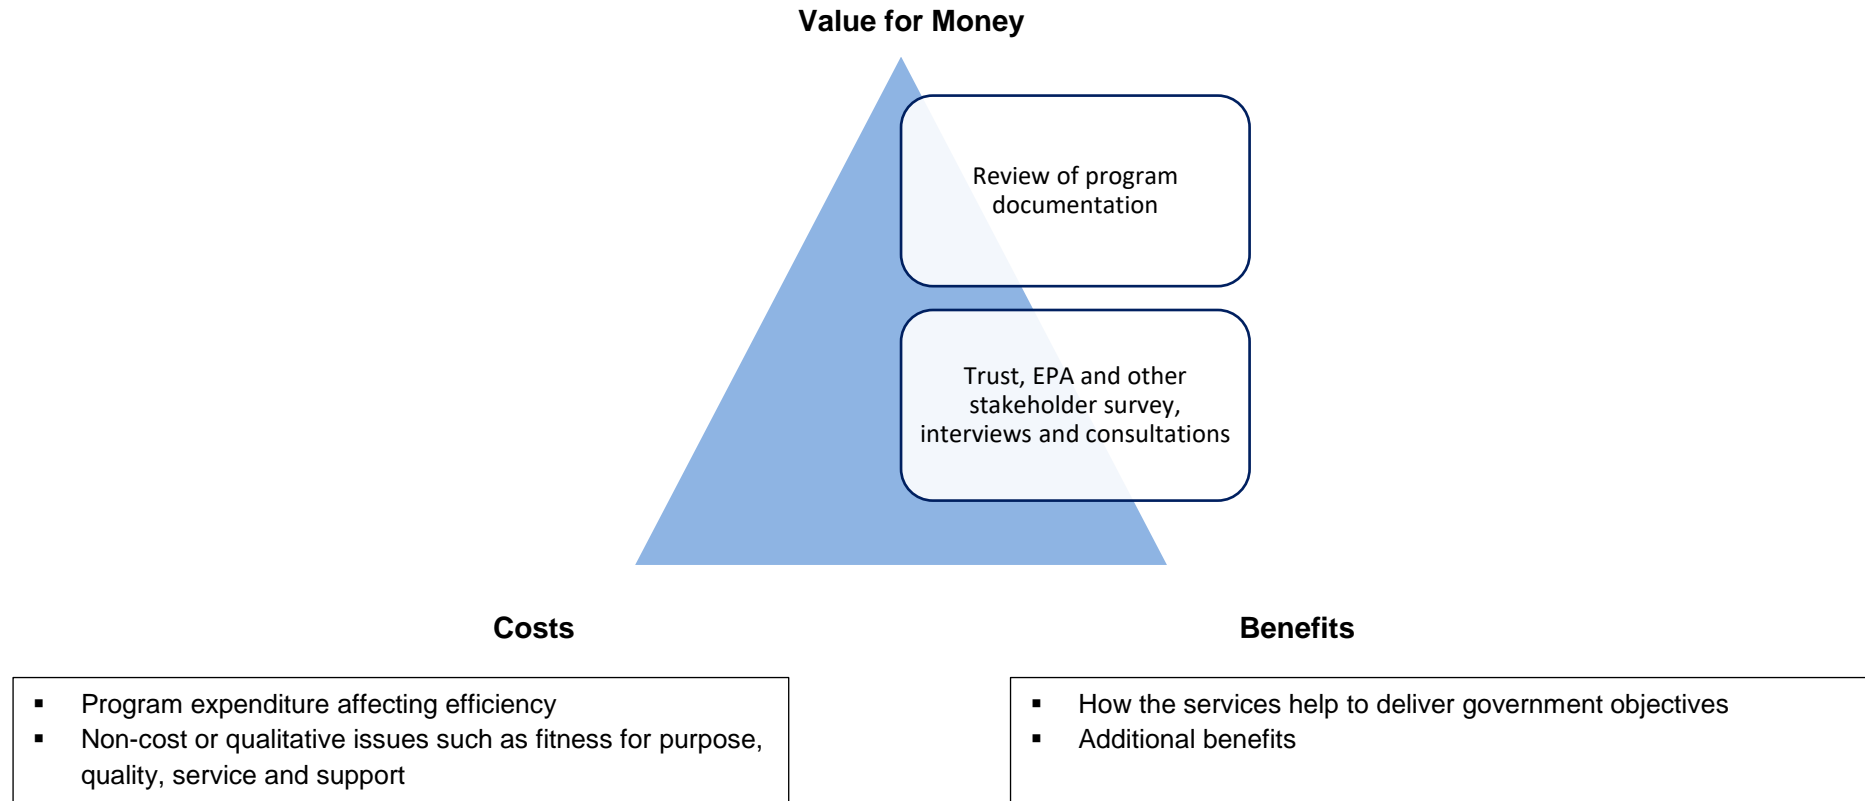 Value for Money
Review of program
documentation
Trust, EPA and other
stakeholder survey,
interviews and consultations
Costs
Benefits
▪ Program expenditure affecting efficiency
▪ Non-cost or qualitative issues such as fitness for purpose,
quality, service and support
▪ How the services help to deliver government objectives
▪ Additional benefits